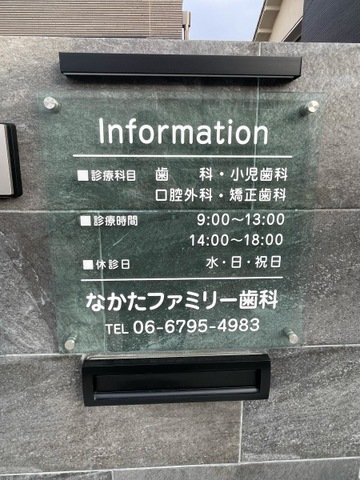 Information
■診療科目 歯 科・小児歯科
口腔外科・矯正歯科
■診療時間 9:00〜13:00
14:00〜18:00
■休診日 水・日・祝日
なかたファミリー歯科
TEL 06-6795-4983